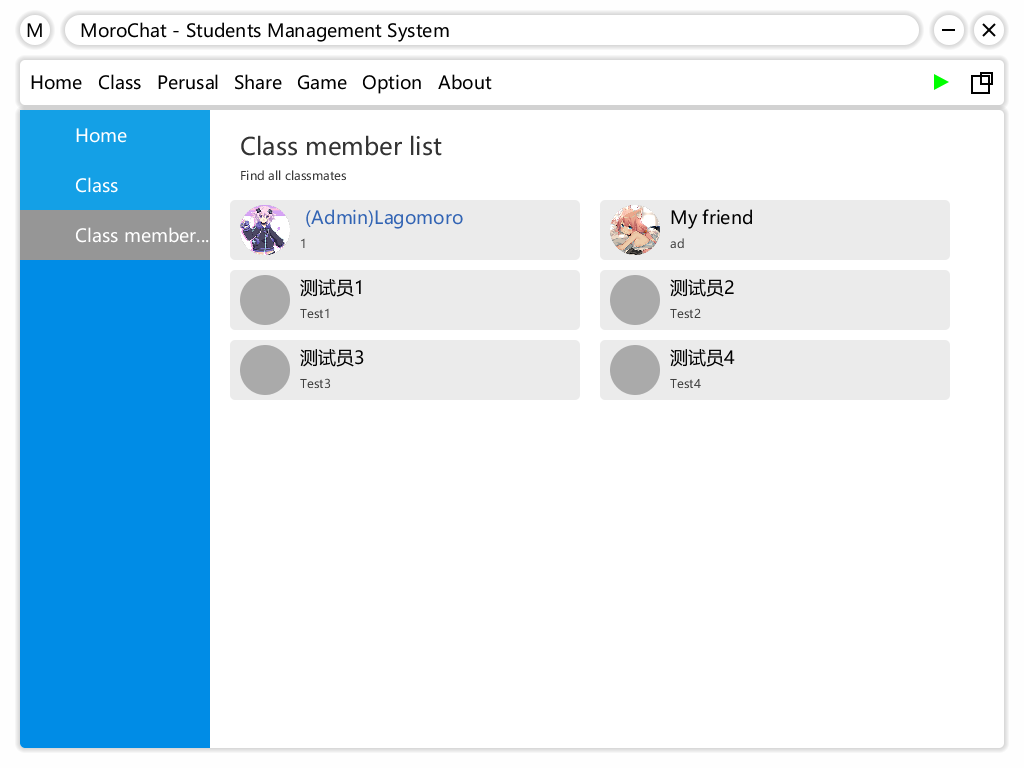 M
MoroChat - Students Management System
Home Class Perusal Share Game Option About
Home
Class
Class member...
Class member list
Find all classmates
(Admin)Lagomoro
1
My friend
ad
测试员1
Test1
测试员2
Test2
测试员3
Test3
测试员4
Test4